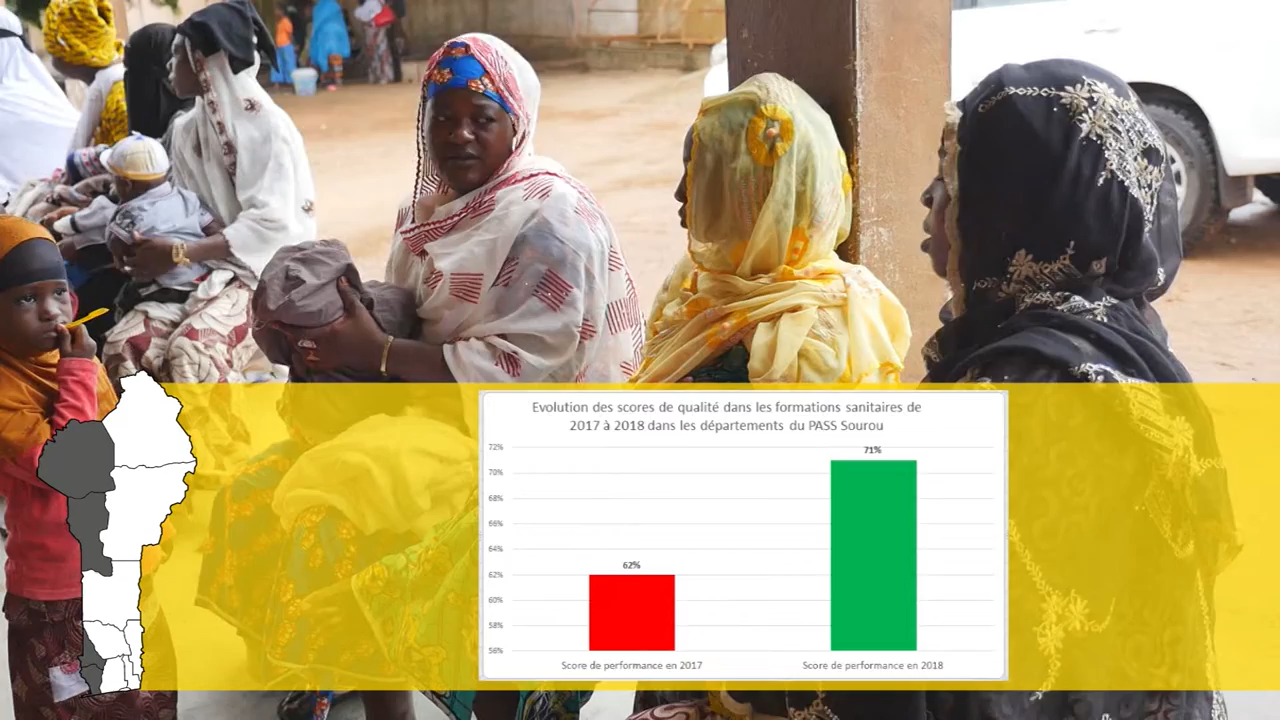 Evolution des scores de qualité dans les formations sanitaires de
2017 à 2018 dans les départements du PASS Sourou
72%
70%
68%
66%
64%
62%
60%
58%
56%
62%
71%
Score de performance en 2017
Score de performance en 2018